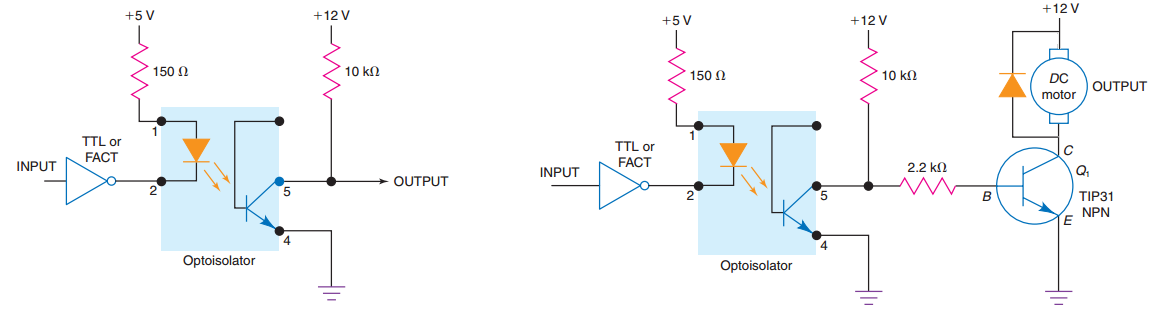 +5 V
+12 V
150 Ω
10 kΩ
1
TTL or
FACT
INPUT
2
5
OUTPUT
4
Optoisolator
+5 V
+12 V
+12 V
150 Ω
10 kΩ
DC
motor
OUTPUT
1
TTL or
FACT
INPUT
2
5
2.2 kΩ
B
C
Q1
TIP31
NPN
E
4
Optoisolator